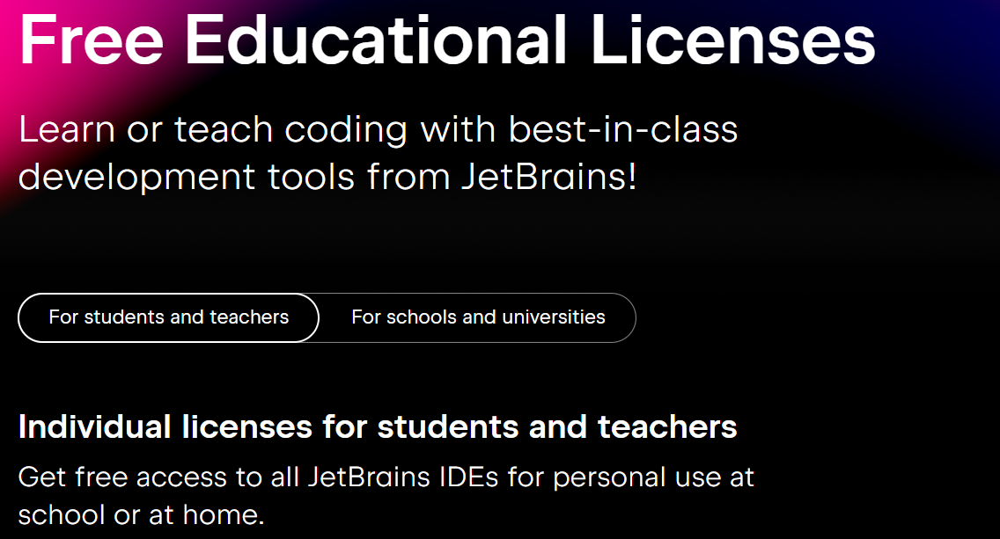 Free Educational Licenses
Learn or teach coding with best-in-class
development tools from JetBrains!
For students and teachers
For schools and universities
Individual licenses for students and teachers
Get free access to all JetBrains IDEs for personal use at
school or at home.